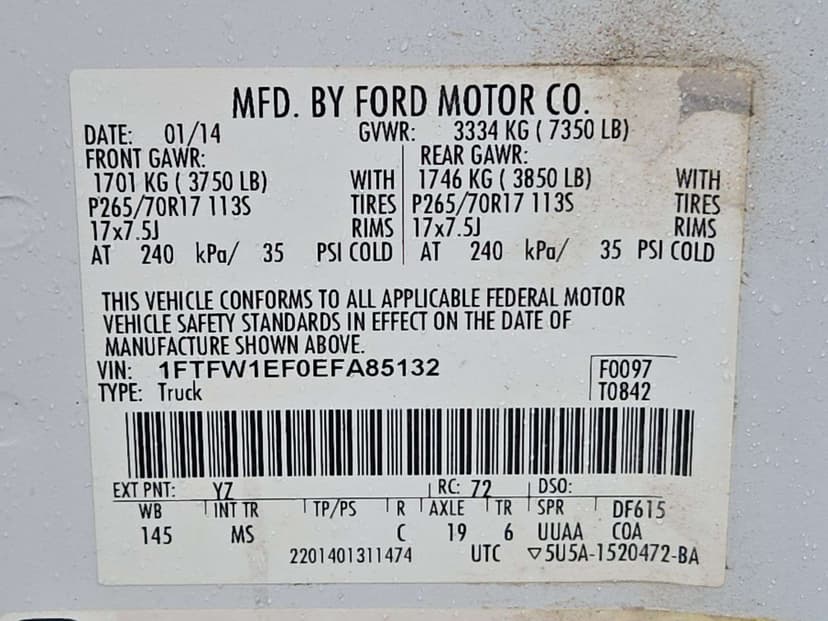 MFD. BY FORD MOTOR CO.
DATE: 01/14 GVWR: 3334 KG ( 7350 LB)
FRONT GAWR: REAR GAWR:
1701 KG ( 3750 LB) WITH 1746 KG ( 3850 LB) WITH
P265/70R17 113S TIRES P265/70R17 113S TIRES
17x7.5J RIMS 17x7.5J RIMS
AT 240 kPa/ 35 PSI COLD AT 240 kPa/ 35 PSI COLD
THIS VEHICLE CONFORMS TO ALL APPLICABLE FEDERAL MOTOR
VEHICLE SAFETY STANDARDS IN EFFECT ON THE DATE OF
MANUFACTURE SHOWN ABOVE.
VIN: 1FTFW1EF0EFA85132 F0097
TYPE: Truck T0842
EXT PNT: YZ RC: 72 DSO:
WB INT TR TP/PS R AXLE TR SPR DF615
145 MS C 19 6 UUAA COA
2201401311474 UTC ▽5U5A-1520472-BA